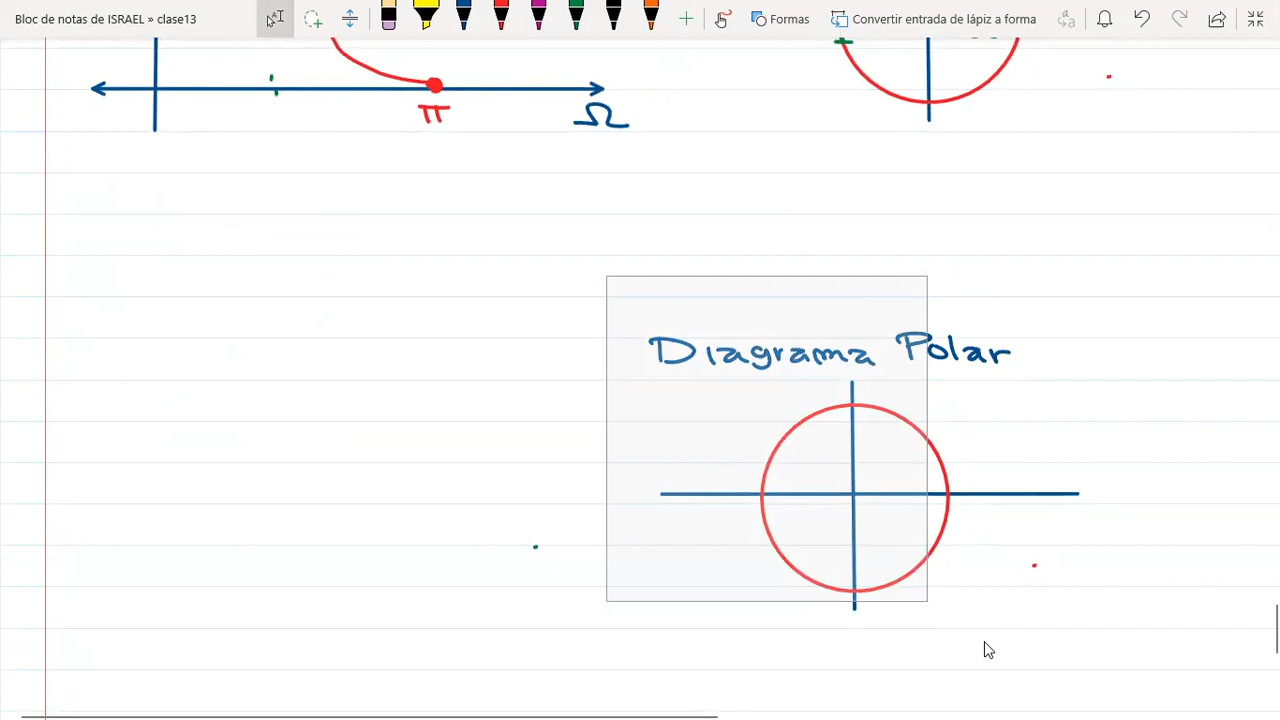 Bloc de notas de ISRAEL » clase13
Formas
Convertir entrada de lápiz a forma
π
Ω
Diagrama Polar